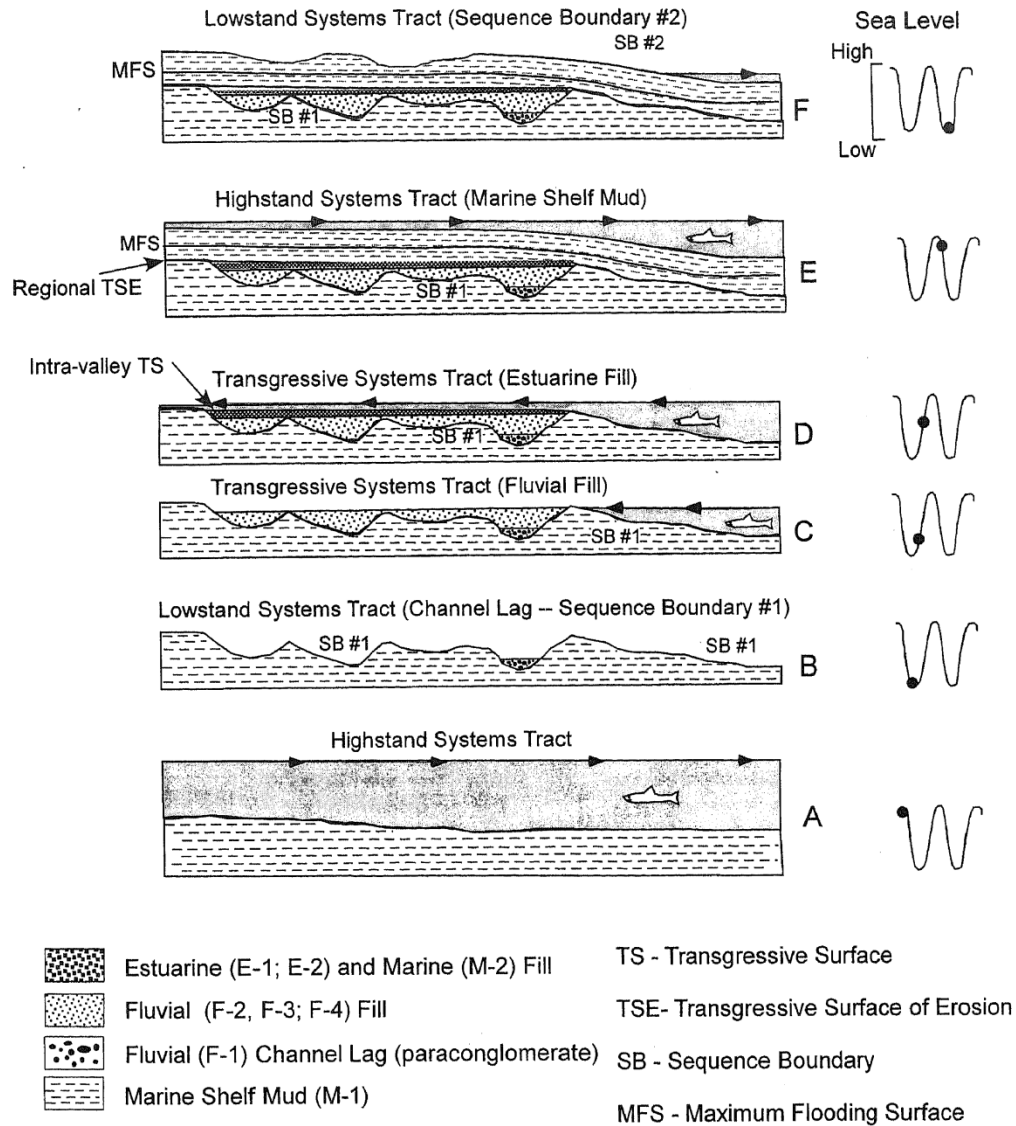 Lowstand Systems Tract (Sequence Boundary #2)
Sea Level
SB #2
High
MFS
SB #1
F
Low
Highstand Systems Tract (Marine Shelf Mud)
MFS
Regional TSE
SB #1
E
Intra-valley TS
Transgressive Systems Tract (Estuarine Fill)
SB #1
D
Transgressive Systems Tract (Fluvial Fill)
SB #1
C
Lowstand Systems Tract (Channel Lag -- Sequence Boundary #1)
SB #1
SB #1
B
Highstand Systems Tract
A
Estuarine (E-1; E-2) and Marine (M-2) Fill
Fluvial (F-2, F-3; F-4) Fill
Fluvial (F-1) Channel Lag (paraconglomerate)
Marine Shelf Mud (M-1)
TS - Transgressive Surface
TSE- Transgressive Surface of Erosion
SB - Sequence Boundary
MFS - Maximum Flooding Surface